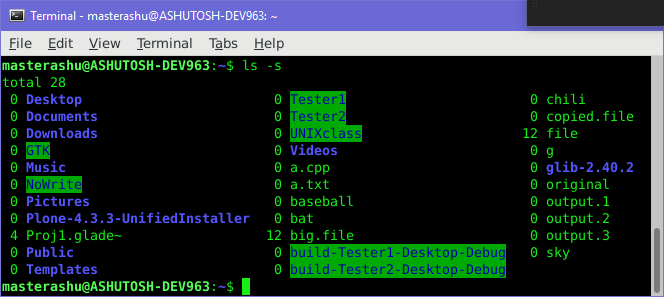 Terminal - masterashu@ASHUTOSH-DEV963: ~
File Edit View Terminal Tabs Help
masterashu@ASHUTOSH-DEV963:~$ ls -s
total 28
0 Desktop 0 Tester1 0 chili
0 Documents 0 Tester2 0 copied.file
0 Downloads 0 UNIXclass 12 file
0 GTK 0 Videos 0 g
0 Music 0 a.cpp 0 glib-2.40.2
0 NoWrite 0 a.txt 0 original
0 Pictures 0 baseball 0 output.1
0 Plone-4.3.3-UnifiedInstaller 0 bat 0 output.2
4 Proj1.glade~ 12 big.file 0 output.3
0 Public 0 build-Tester1-Desktop-Debug 0 sky
0 Templates 0 build-Tester2-Desktop-Debug
masterashu@ASHUTOSH-DEV963:~$